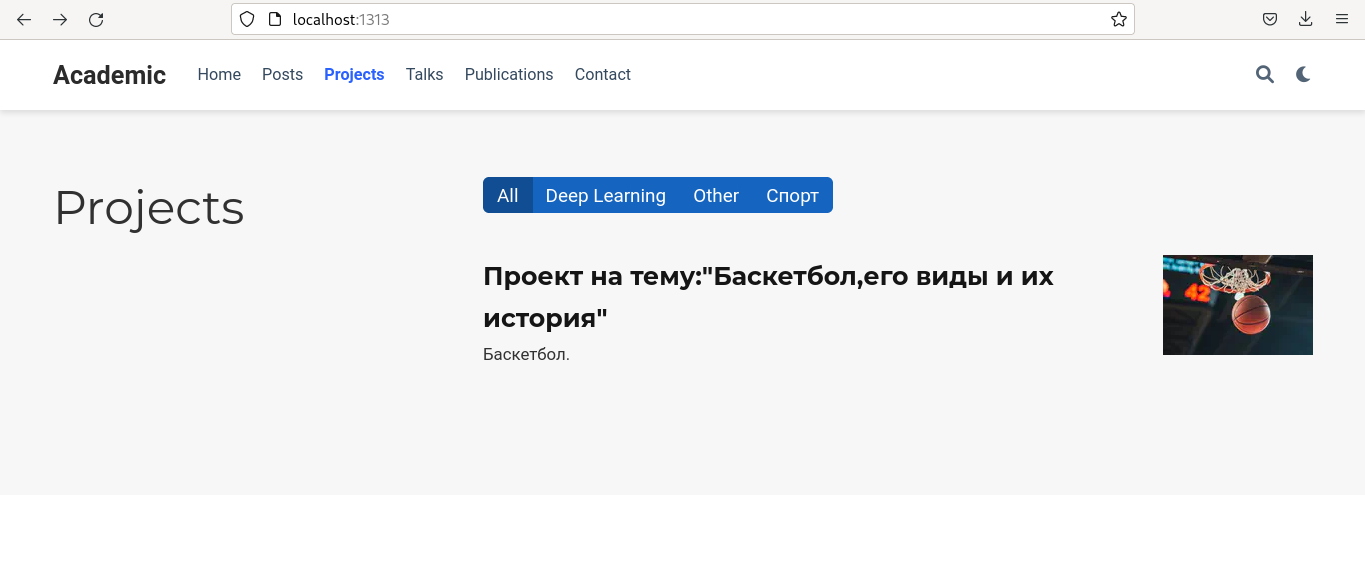 localhost:1313
Academic Home Posts Projects Talks Publications Contact
Projects
All Deep Learning Other Спорт
Проект на тему:"Баскетбол,его виды и их
история"
Баскетбол.
42